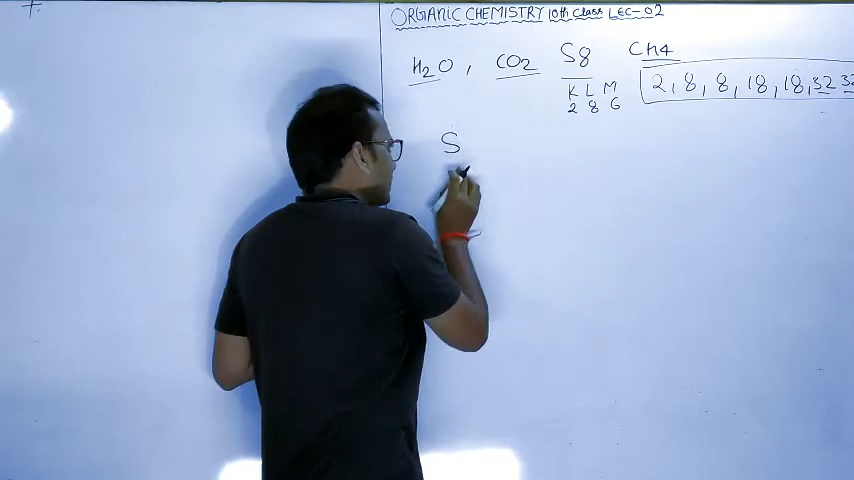 +
ORGANIC CHEMISTRY 10th Class LEC-02
H2O, CO2 S8 CH4
K L M
2 8 6
2, 8, 8, 18, 18, 32 32
S